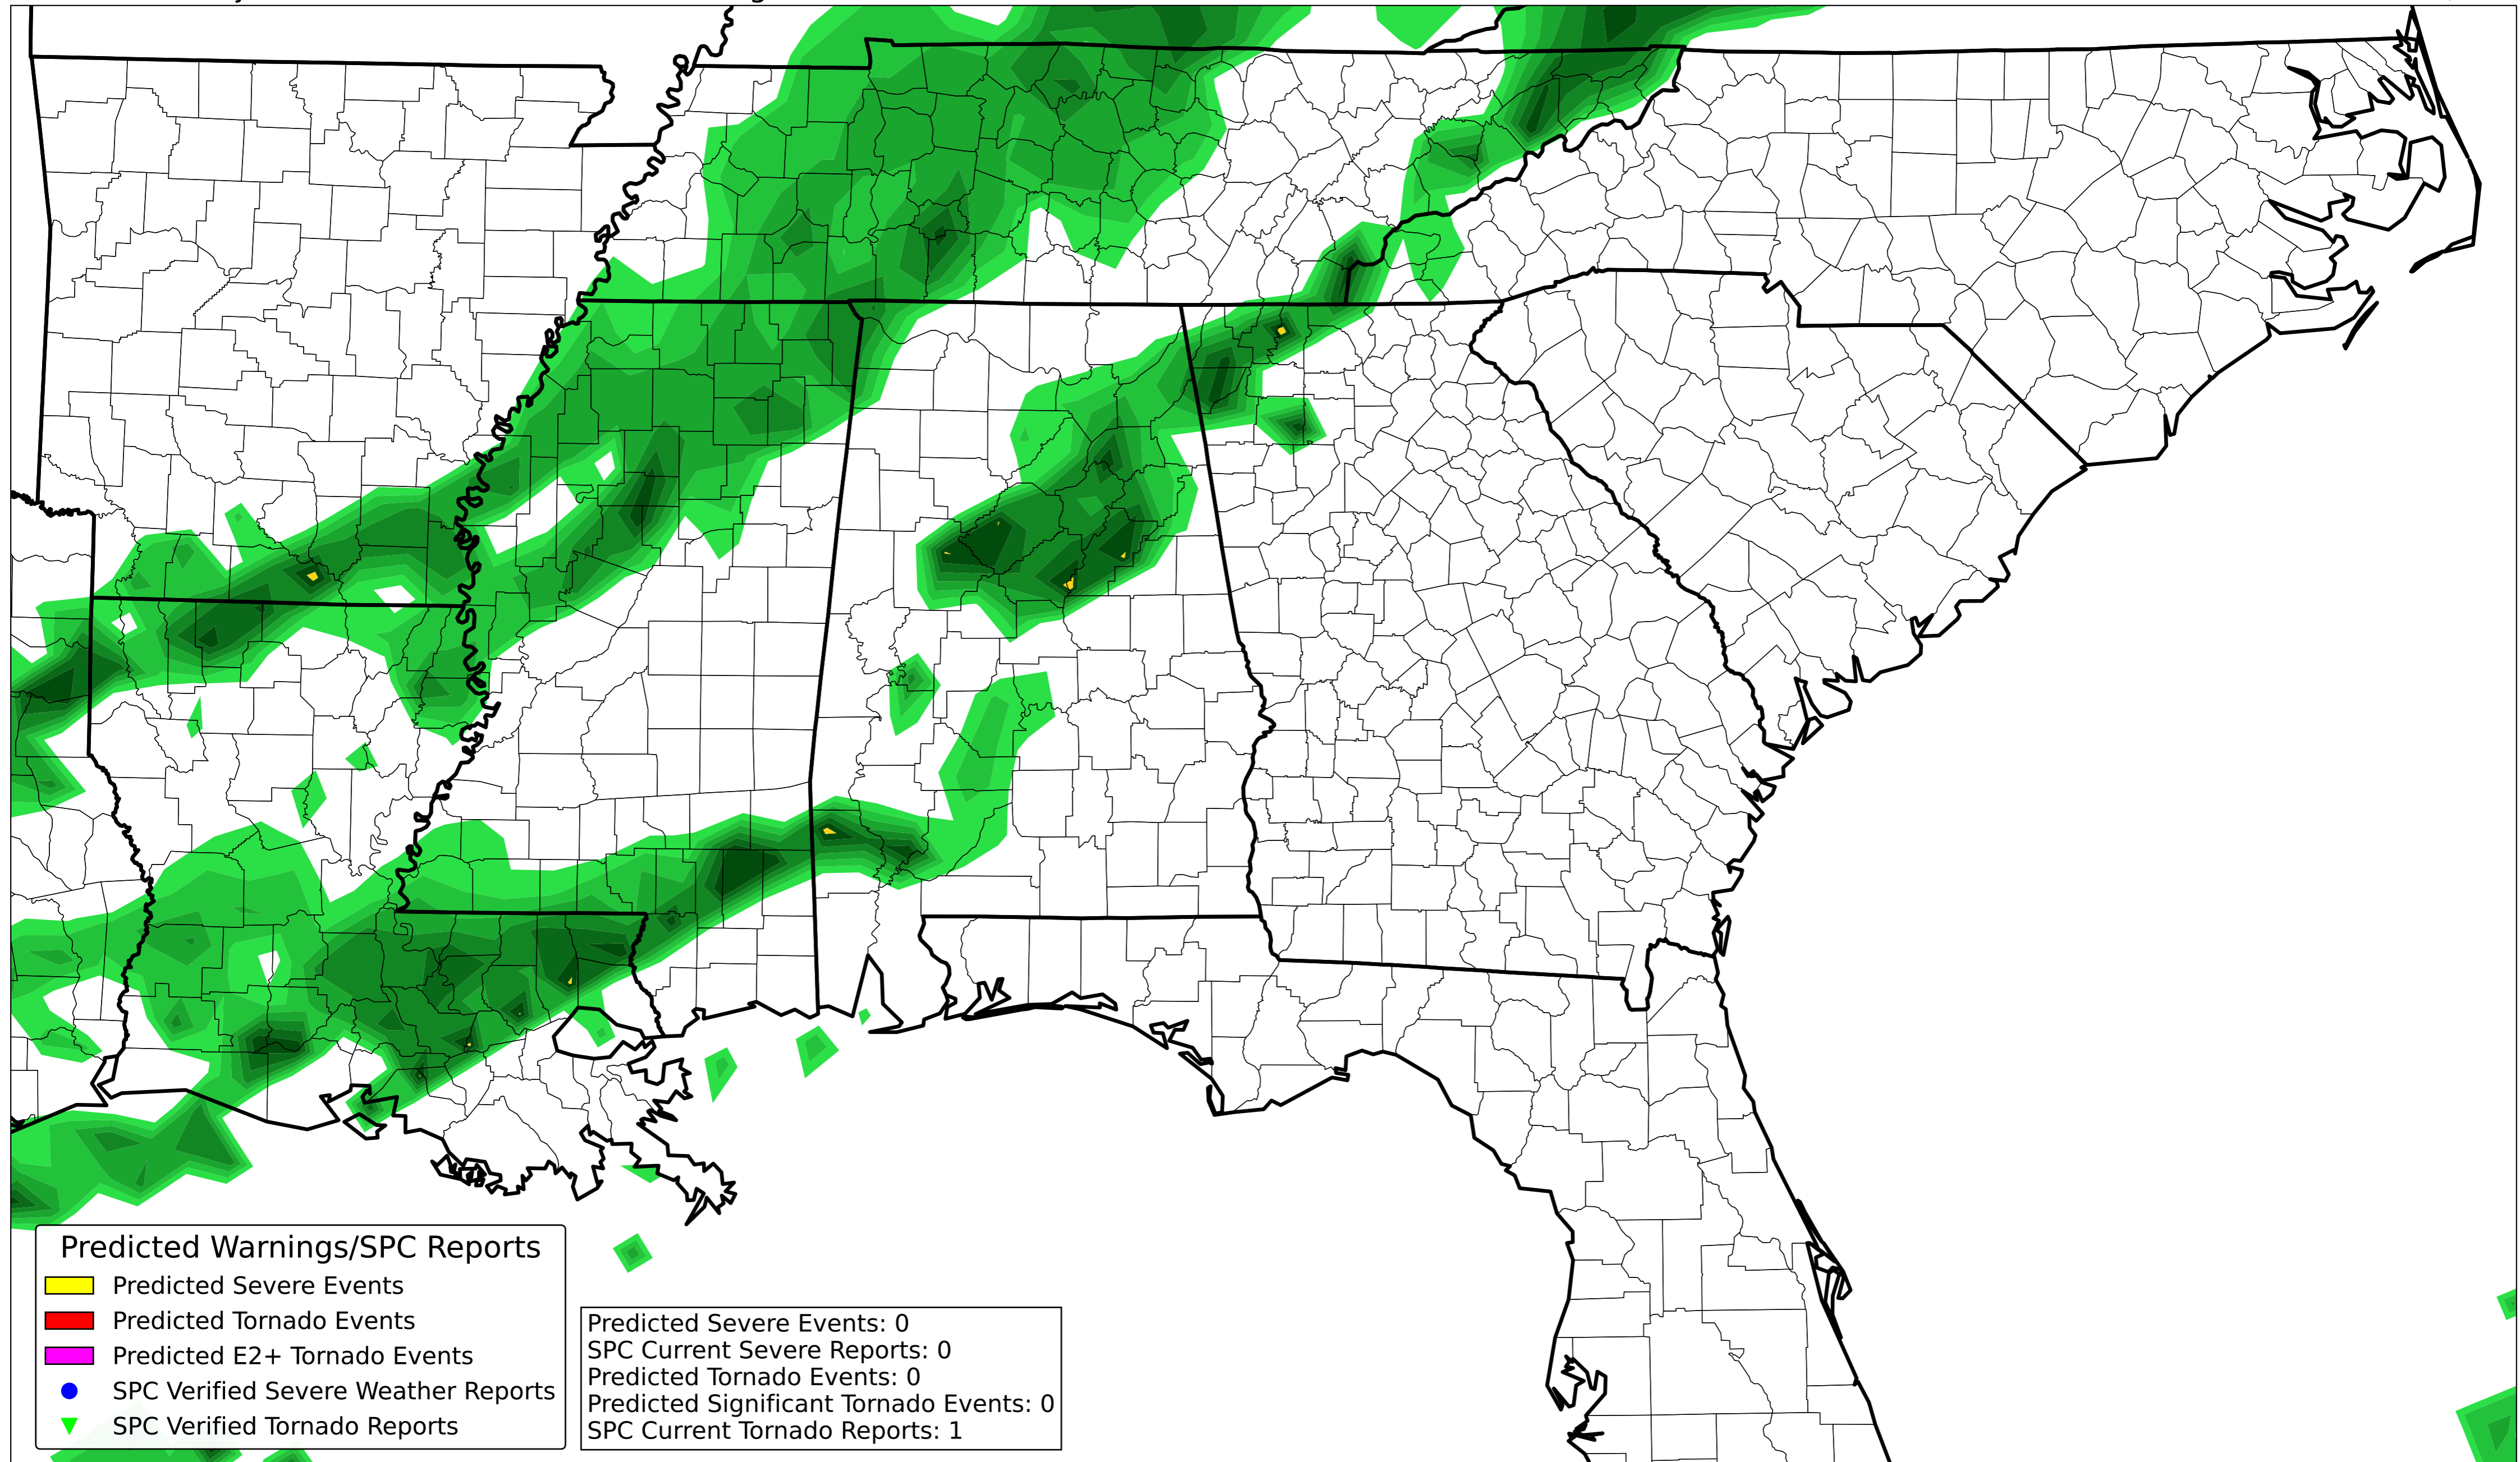 Predicted Warnings/SPC Reports
Predicted Severe Events
Predicted Tornado Events
Predicted E2+ Tornado Events
SPC Verified Severe Weather Reports
SPC Verified Tornado Reports
Predicted Severe Events: 0
SPC Current Severe Reports: 0
Predicted Tornado Events: 0
Predicted Significant Tornado Events: 0
SPC Current Tornado Reports: 1